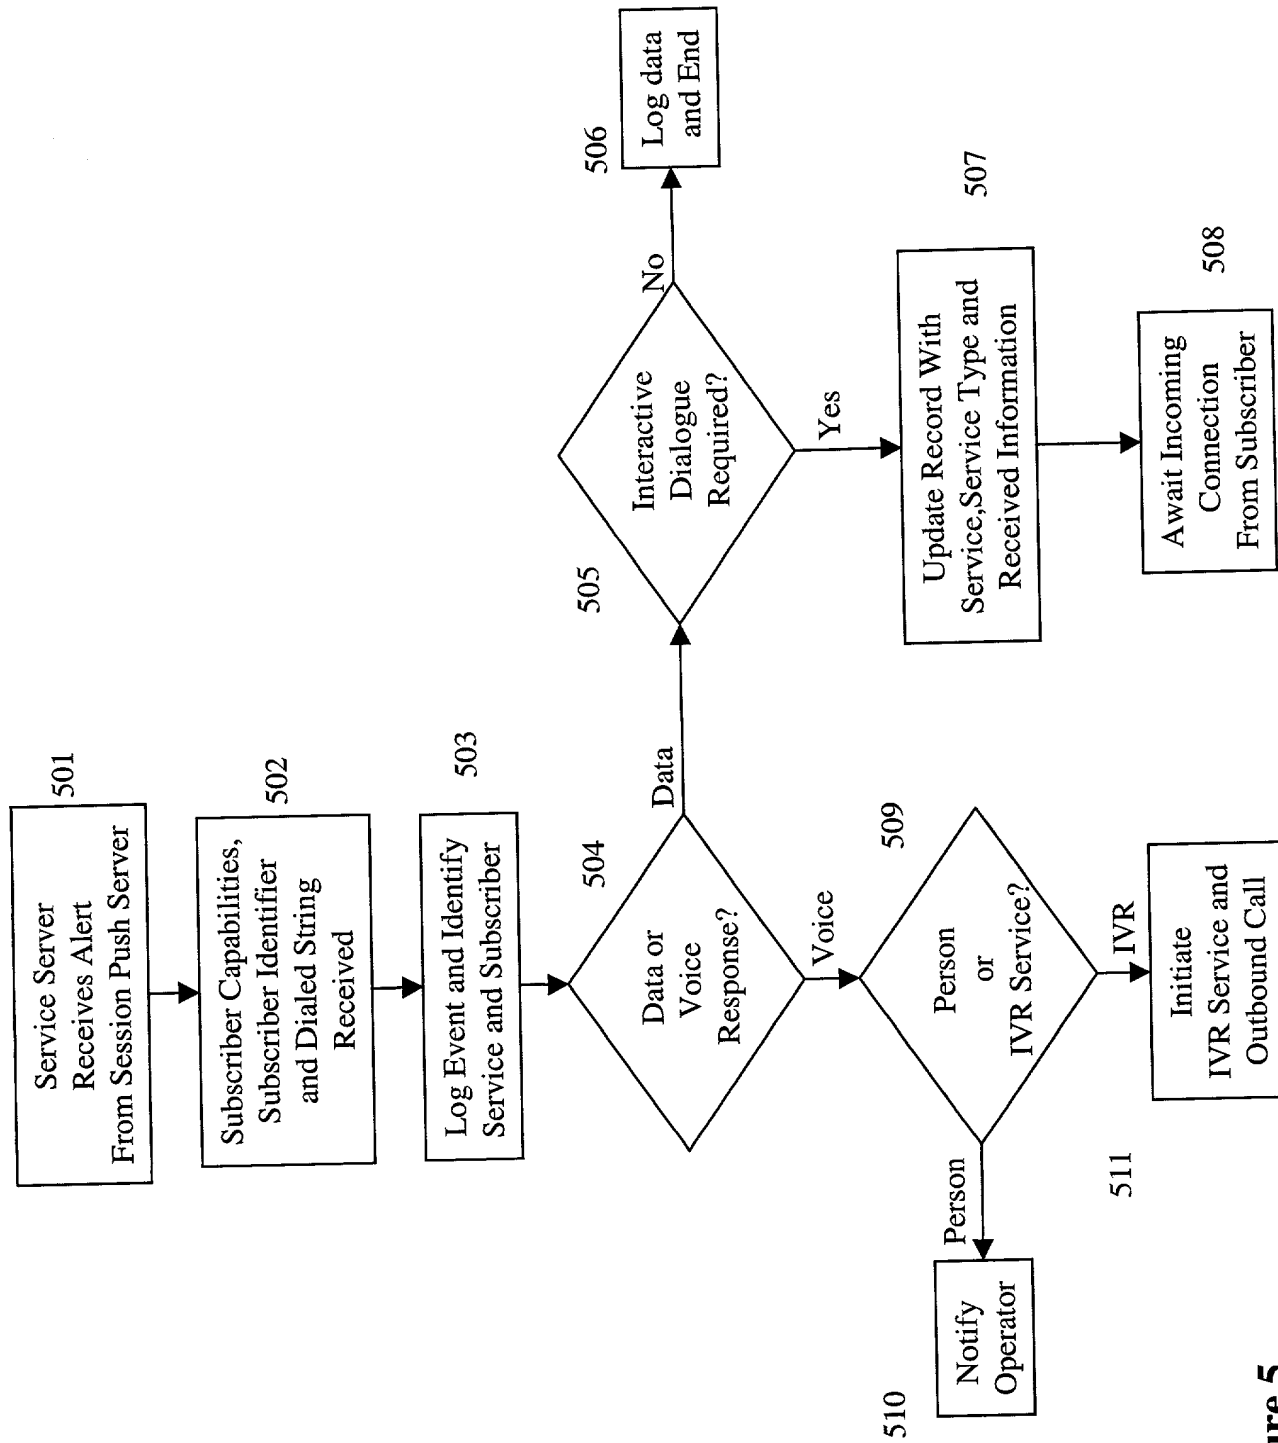 501
Service Server
Receives Alert
From Session Push Server
502
Subscriber Capabilities,
Subscriber Identifier
and Dialed String
Received
503
Log Event and Identify
Service and Subscriber
504
Data or
Voice
Response?
Data
Voice
505
Interactive
Dialogue
Required?
No
506
Log data
and End
Yes
507
Update Record With
Service,Service Type and
Received Information
508
Await Incoming
Connection
From Subscriber
509
Person
or
IVR Service?
Person
510
Notify
Operator
IVR
511
Initiate
IVR Service and
Outbound Call
ure 5